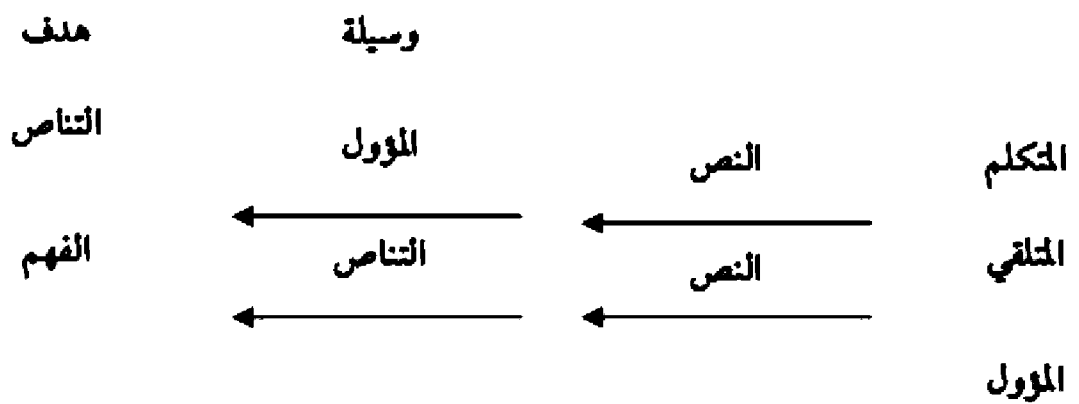 وسيلة هدف
المتكلم النص المؤول التناص
المتلقي النص التناص الفهم
المؤول